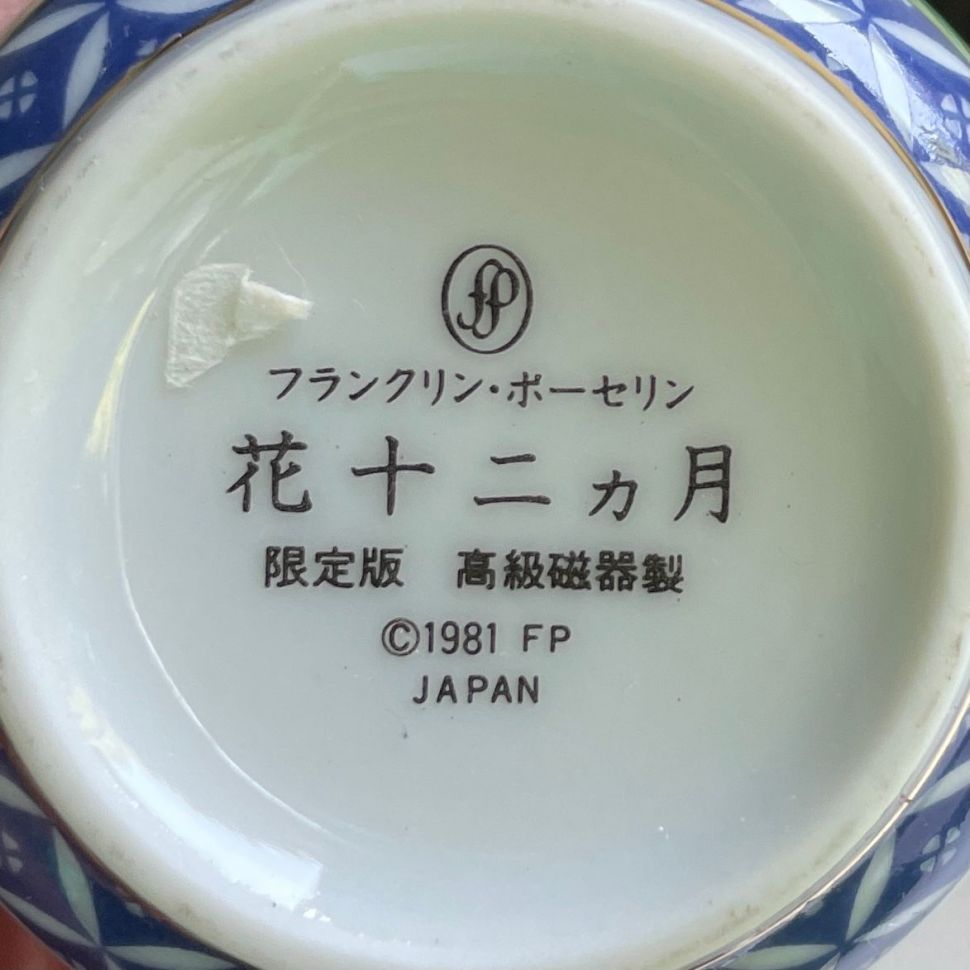 fp
フランクリン・ポーセリン
花十二ヵ月
限定版 高級磁器製
©1981 FP
JAPAN